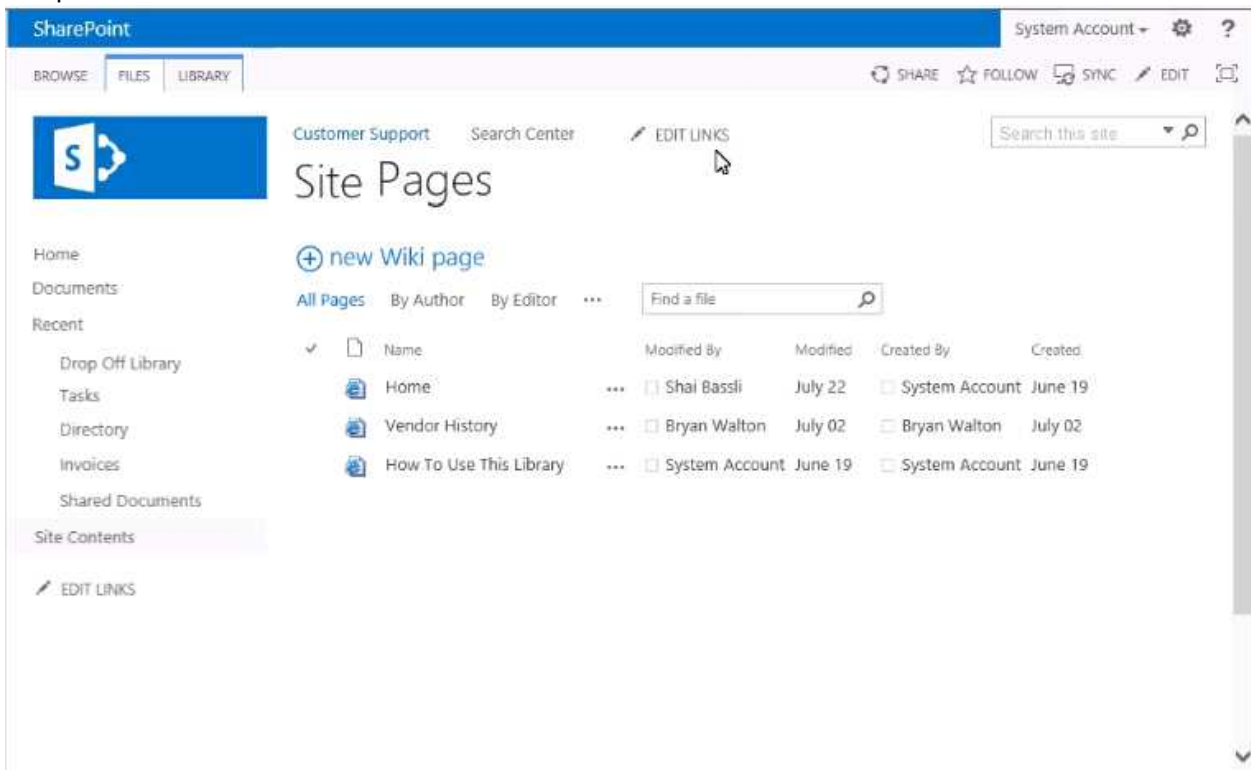 SharePoint System Account ?
BROWSE FILES LIBRARY SHARE FOLLOW SYNC EDIT
S
Customer Support Search Center EDIT LINKS Search this site
Site Pages
Home
Documents
Recent
Drop Off Library
Tasks
Directory
Invoices
Shared Documents
Site Contents
EDIT LINKS
new Wiki page
All Pages By Author By Editor ••• Find a file
Name Modified By Modified Created By Created
Home ••• Shai Bassli July 22 System Account June 19
Vendor History ••• Bryan Walton July 02 Bryan Walton July 02
How To Use This Library ••• System Account June 19 System Account June 19